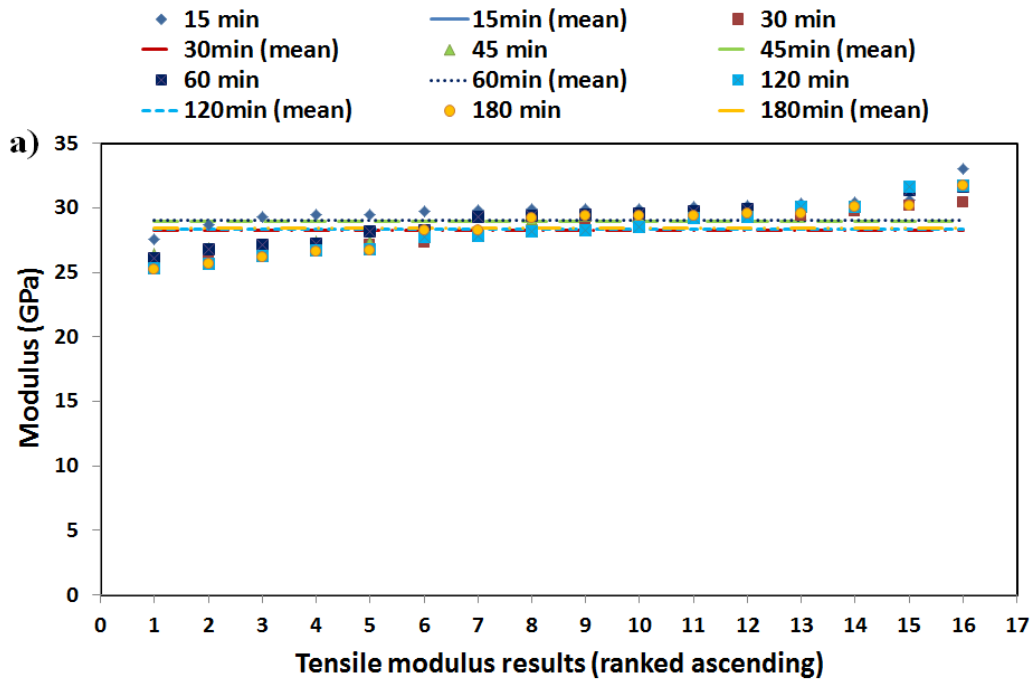 15 min 15min (mean) 30 min
30min (mean) 45 min 45min (mean)
60 min 60min (mean) 120 min
120min (mean) 180 min 180min (mean)
a)
35
30
25
20
15
10
5
0
Modulus (GPa)
0 1 2 3 4 5 6 7 8 9 10 11 12 13 14 15 16 17
Tensile modulus results (ranked ascending)